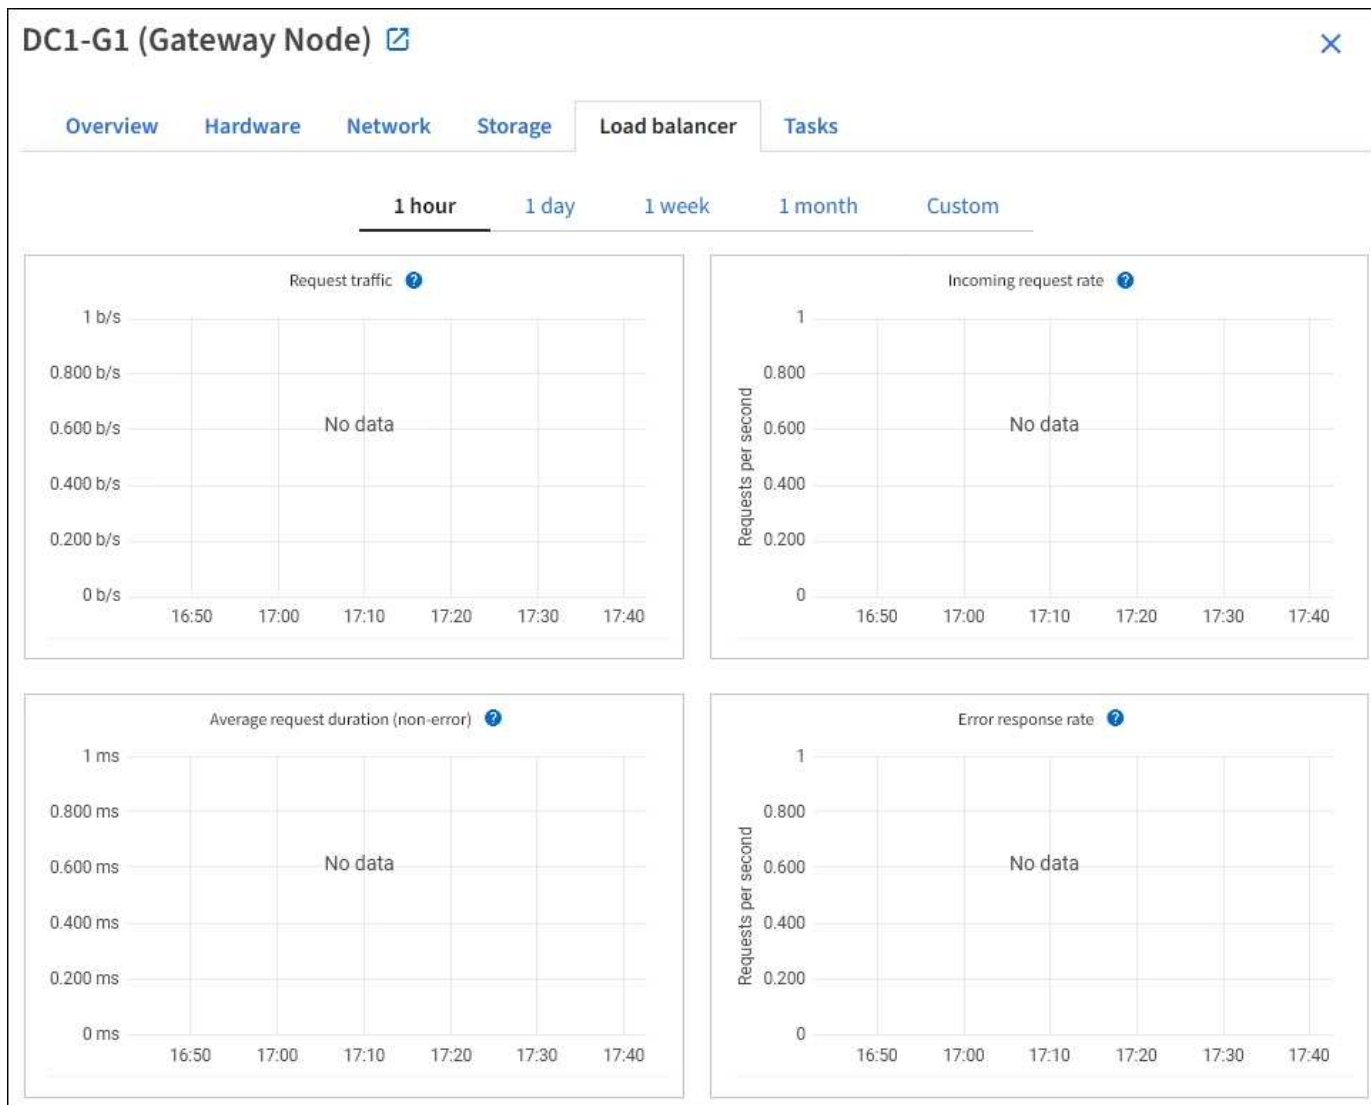 DC1-G1 (Gateway Node)
Overview Hardware Network Storage Load balancer Tasks
1 hour 1 day 1 week 1 month Custom
Request traffic
1 b/s
0.800 b/s
0.600 b/s
0.400 b/s
0.200 b/s
0 b/s
No data
16:50 17:00 17:10 17:20 17:30 17:40
Incoming request rate
Requests per second
1
0.800
0.600
0.400
0.200
0
No data
16:50 17:00 17:10 17:20 17:30 17:40
Average request duration (non-error)
1 ms
0.800 ms
0.600 ms
0.400 ms
0.200 ms
0 ms
No data
16:50 17:00 17:10 17:20 17:30 17:40
Error response rate
Requests per second
1
0.800
0.600
0.400
0.200
0
No data
16:50 17:00 17:10 17:20 17:30 17:40